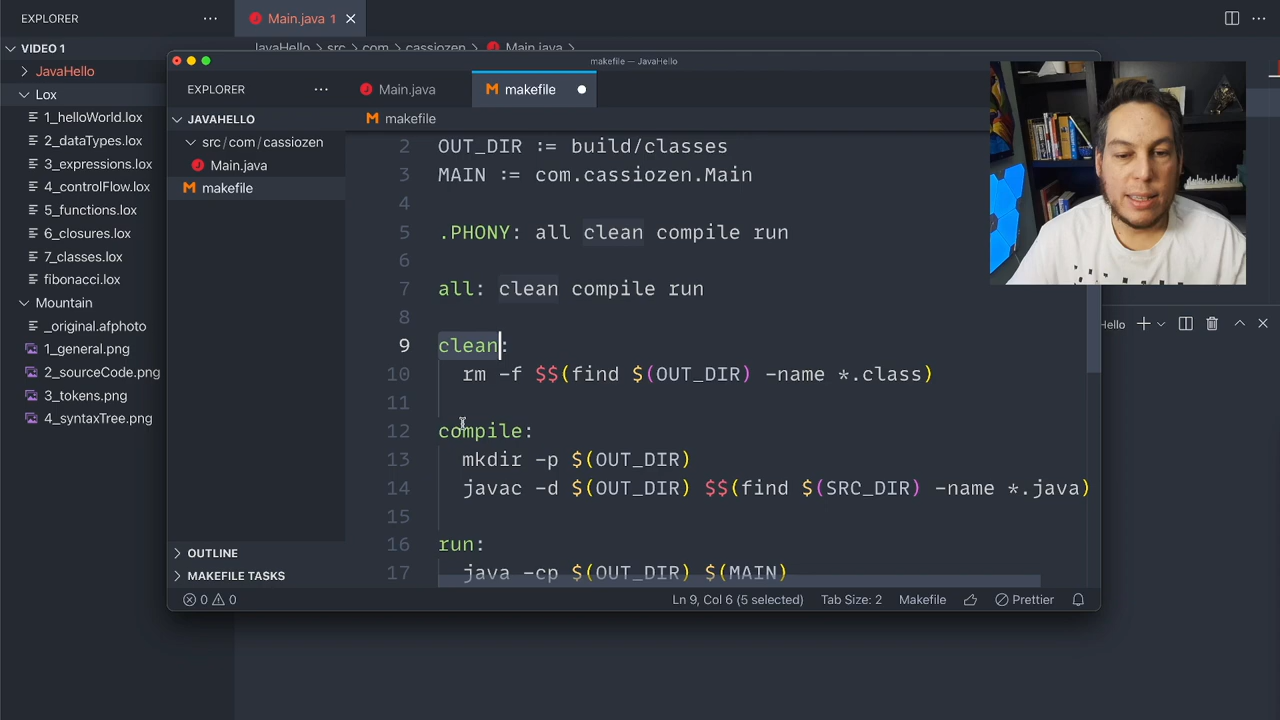 EXPLORER ··· Main.java 1
VIDEO 1
JavaHello
Lox
1_helloWorld.lox
2_dataTypes.lox
3_expressions.lox
4_controlFlow.lox
5_functions.lox
6_closures.lox
7_classes.lox
fibonacci.lox
Mountain
_original.afphoto
1_general.png
2_sourceCode.png
3_tokens.png
4_syntaxTree.png
JavaHello > src > com > cassiozen > Main.java >
makefile — JavaHello
EXPLORER ··· Main.java makefile
JAVAHELLO
src/com/cassiozen
Main.java
makefile
OUTLINE
MAKEFILE TASKS
makefile
2 OUT_DIR := build/classes
3 MAIN := com.cassiozen.Main
4
5 .PHONY: all clean compile run
6
7 all: clean compile run
8
9 clean:
10 rm -f $$(find $(OUT_DIR) -name *.class)
11
12 compile:
13 mkdir -p $(OUT_DIR)
14 javac -d $(OUT_DIR) $$(find $(SRC_DIR) -name *.java)
15
16 run:
17 java -cp $(OUT_DIR) $(MAIN)
0 0 Ln 9, Col 6 (5 selected) Tab Size: 2 Makefile Prettier
Hello